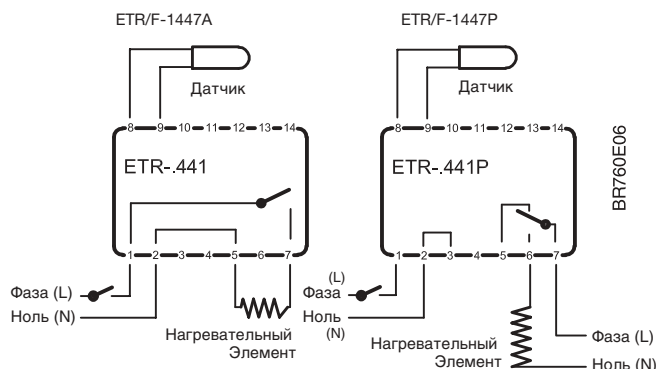 ETR/F-1447A
Датчик
8 9 10 11 12 13 14
ETR-.441
1 2 3 4 5 6 7
Фаза (L)
Ноль (N)
Нагревательный
Элемент
ETR/F-1447P
Датчик
8 9 10 11 12 13 14
ETR-.441P
1 2 3 4 5 6 7
(L)
Фаза
Ноль
(N)
Нагревательный
Элемент
Фаза (L)
Ноль (N)
BR760E06